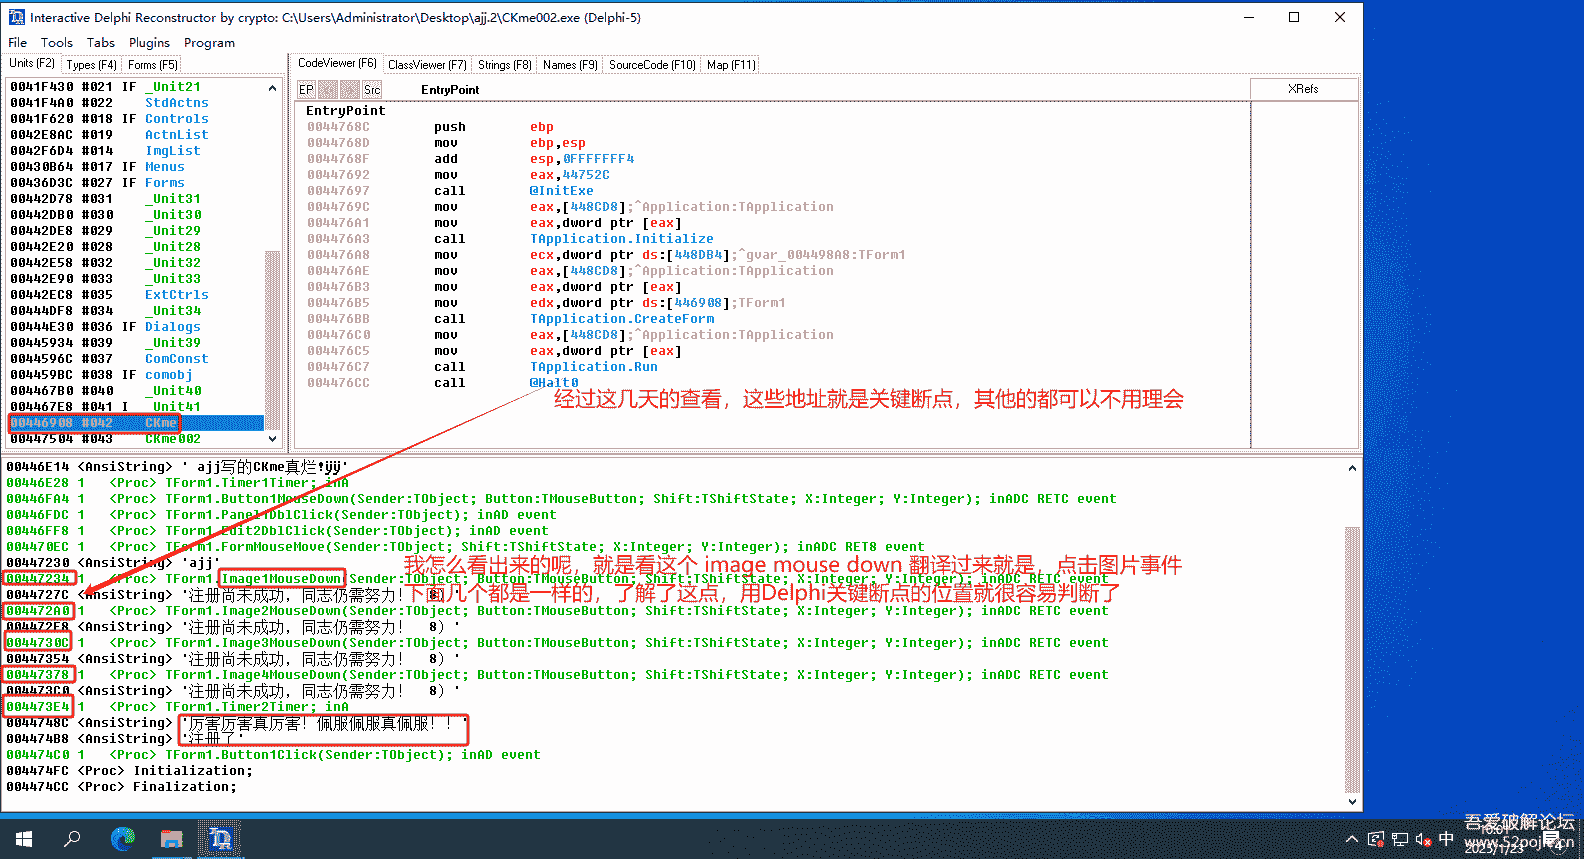 Interactive Delphi Reconstructor by crypto: C:\Users\Administrator\Desktop\ajj.2\CKme002.exe (Delphi-5)
File Tools Tabs Plugins Program
Units (F2) Types (F4) Forms (F5)
0041F430 #021 IF _Unit21
0041F4A0 #022 StdActns
0041F620 #018 IF Controls
0042E8AC #019 ActnList
0042F6D4 #014 ImgList
00430B64 #017 IF Menus
00436D3C #027 IF Forms
00442D78 #031 _Unit31
00442DB0 #030 _Unit30
00442DE8 #029 _Unit29
00442E20 #028 _Unit28
00442E58 #032 _Unit32
00442E90 #033 _Unit33
00442EC8 #035 ExtCtrls
00444DF8 #034 _Unit34
00444E30 #036 IF Dialogs
00445934 #039 _Unit39
0044596C #037 ComConst
004459BC #038 IF comobj
004467B0 #040 _Unit40
004467E8 #041 I _Unit41
00446908 #042 CKme
00447504 #043 CKme002
CodeViewer (F6) ClassViewer (F7) Strings (F8) Names (F9) SourceCode (F10) Map (F11)
EP Src EntryPoint XRefs
EntryPoint
0044768C push ebp
0044768D mov ebp,esp
0044768F add esp,0FFFFFFF4
00447692 mov eax,44752C
00447697 call @InitExe
0044769C mov eax,[448CD8];^Application:TApplication
004476A1 mov eax,dword ptr [eax]
004476A3 call TApplication.Initialize
004476A8 mov ecx,dword ptr ds:[448DB4];^gvar_004498A8:TForm1
004476AE mov eax,[448CD8];^Application:TApplication
004476B3 mov eax,dword ptr [eax]
004476B5 mov edx,dword ptr ds:[446908];TForm1
004476BB call TApplication.CreateForm
004476C0 mov eax,[448CD8];^Application:TApplication
004476C5 mov eax,dword ptr [eax]
004476C7 call TApplication.Run
004476CC call @Halt0
经过这几天的查看，这些地址就是关键断点，其他的都可以不用理会
00446E14 <AnsiString> ' ajj写的CKme真烂!jjjj'
00446E28 1 <Proc> TForm1.Timer1Timer; inA
00446FA4 1 <Proc> TForm1.Button1MouseDown(Sender:TObject; Button:TMouseButton; Shift:TShiftState; X:Integer; Y:Integer); inADC RETC event
00446FDC 1 <Proc> TForm1.Panel1DblClick(Sender:TObject); inAD event
00446FF8 1 <Proc> TForm1.Edit2DblClick(Sender:TObject); inAD event
004470EC 1 <Proc> TForm1.FormMouseMove(Sender:TObject; Shift:TShiftState; X:Integer; Y:Integer); inADC RET8 event
00447230 <AnsiString> 'ajj'
我怎么看出来的呢，就是看这个 image mouse down 翻译过来就是，点击图片事件
00447234 1 <Proc> TForm1.Image1MouseDown(Sender:TObject; Button:TMouseButton; Shift:TShiftState; X:Integer; Y:Integer); inADC RETC event
下面几个都是一样的，了解了这点，用Delphi关键断点的位置就很容易判断了
0044727C <AnsiString> '注册尚未成功，同志仍需努力！ 8）'
004472A0 1 <Proc> TForm1.Image2MouseDown(Sender:TObject; Button:TMouseButton; Shift:TShiftState; X:Integer; Y:Integer); inADC RETC event
004472E8 <AnsiString> '注册尚未成功，同志仍需努力！ 8）'
0044730C 1 <Proc> TForm1.Image3MouseDown(Sender:TObject; Button:TMouseButton; Shift:TShiftState; X:Integer; Y:Integer); inADC RETC event
00447354 <AnsiString> '注册尚未成功，同志仍需努力！ 8）'
00447378 1 <Proc> TForm1.Image4MouseDown(Sender:TObject; Button:TMouseButton; Shift:TShiftState; X:Integer; Y:Integer); inADC RETC event
004473C0 <AnsiString> '注册尚未成功，同志仍需努力！ 8）'
004473E4 1 <Proc> TForm1.Timer2Timer; inA
0044748C <AnsiString> '厉害厉害真厉害！佩服佩服真佩服！！'
004474B8 <AnsiString> '注册了'
004474C0 1 <Proc> TForm1.Button1Click(Sender:TObject); inAD event
004474FC <Proc> Initialization;
004474CC <Proc> Finalization;
中
吾爱破解论坛
16:01
2023/1/23
www.52pojie.cn